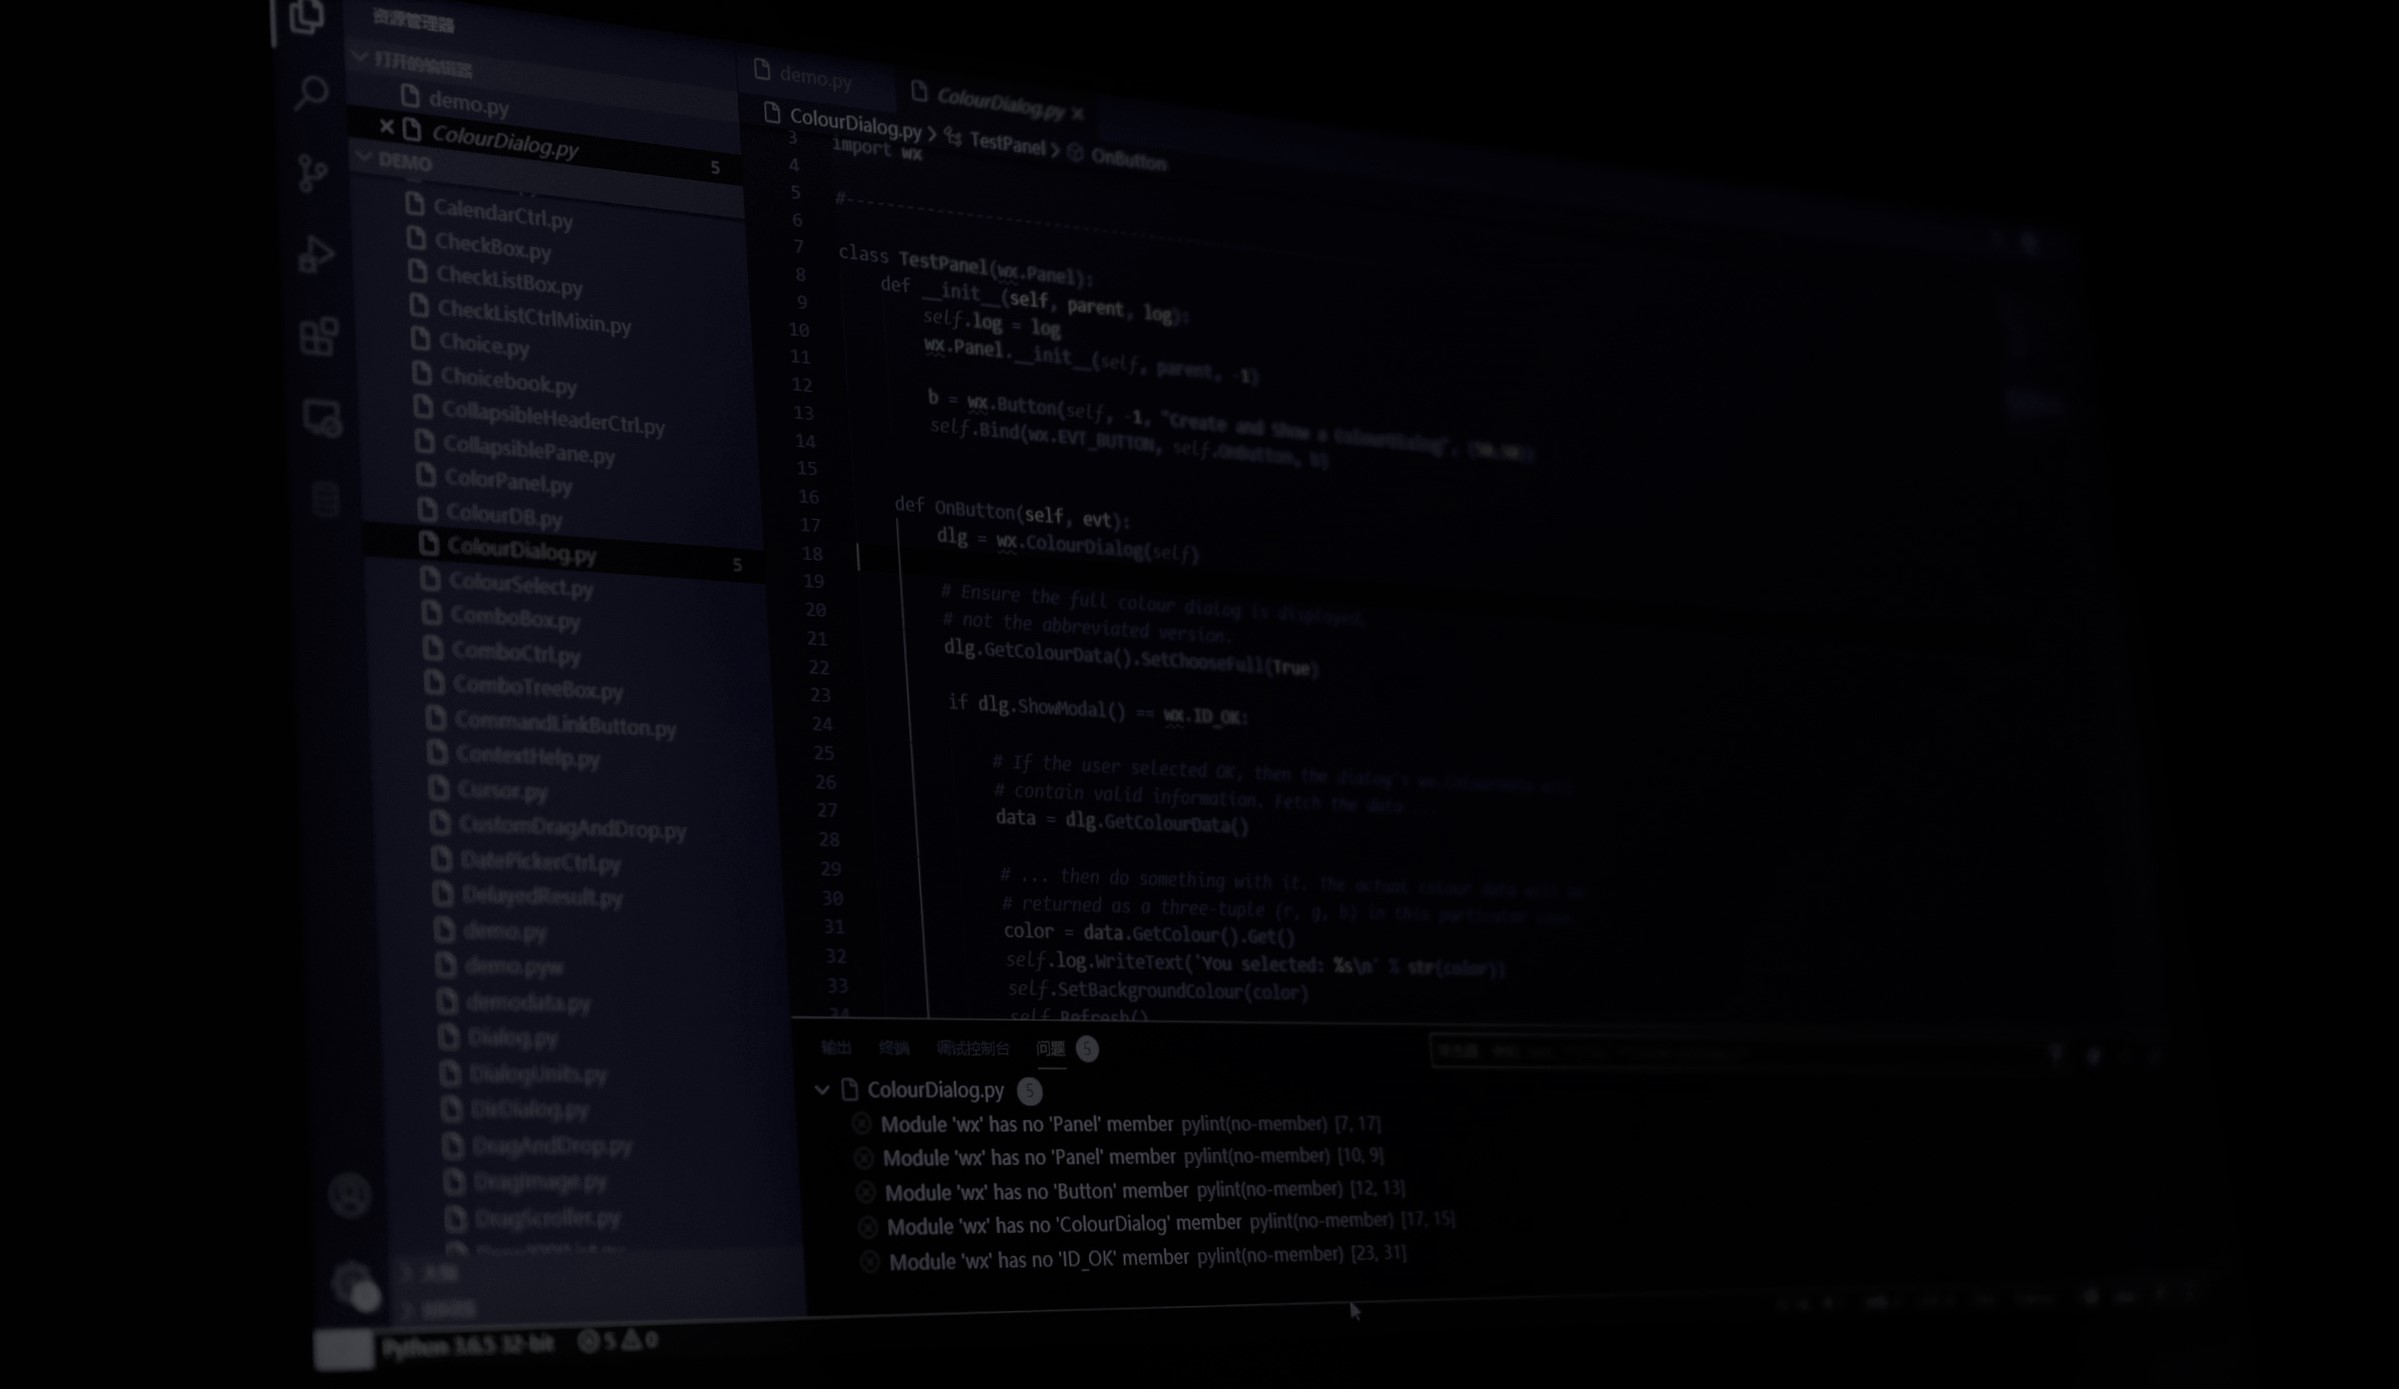 资源管理器
打开的编辑器
demo.py
ColourDialog.py 5
DEMO
CalendarCtrl.py
CheckBox.py
CheckListBox.py
CheckListCtrlMixin.py
Choice.py
Choicebook.py
CollapsibleHeaderCtrl.py
CollapsiblePane.py
ColorPanel.py
ColourDB.py
ColourDialog.py 5
ColourSelect.py
ComboBox.py
ComboCtrl.py
ComboTreeBox.py
CommandLinkButton.py
ContextHelp.py
Cursor.py
CustomDragAndDrop.py
DatePickerCtrl.py
DelayedResult.py
demo.py
demo.pyw
demodata.py
Dialog.py
DialogUnits.py
DirDialog.py
DragAndDrop.py
DragImage.py
DragScroller.py
大纲
demo.py
ColourDialog.py ×
ColourDialog.py > TestPanel > OnButton
3 import wx
4
5 #--------------------------------
6
7 class TestPanel(wx.Panel):
8 def __init__(self, parent, log):
9 self.log = log
10 wx.Panel.__init__(self, parent, -1)
11
12 b = wx.Button(self, -1, "Create and Show a ColourDialog", (50,50))
13 self.Bind(wx.EVT_BUTTON, self.OnButton, b)
14
15
16 def OnButton(self, evt):
17 dlg = wx.ColourDialog(self)
18
19 # Ensure the full colour dialog is displayed,
20 # not the abbreviated version.
21 dlg.GetColourData().SetChooseFull(True)
22
23 if dlg.ShowModal() == wx.ID_OK:
24
25 # If the user selected OK, then the dialog's wx.ColourData will
26 # contain valid information. Fetch the data ...
27 data = dlg.GetColourData()
28
29 # ... then do something with it. The actual colour data will be
30 # returned as a three-tuple (r, g, b) in this particular case.
31 color = data.GetColour().Get()
32 self.log.WriteText('You selected: %s\n' % str(color))
33 self.SetBackgroundColour(color)
34 self.Refresh()
输出 终端 调试控制台 问题 5
ColourDialog.py 5
Module 'wx' has no 'Panel' member pylint(no-member) [7, 17]
Module 'wx' has no 'Panel' member pylint(no-member) [10, 9]
Module 'wx' has no 'Button' member pylint(no-member) [12, 13]
Module 'wx' has no 'ColourDialog' member pylint(no-member) [17, 15]
Module 'wx' has no 'ID_OK' member pylint(no-member) [23, 31]
Python 3.6.5 32-bit 5 0